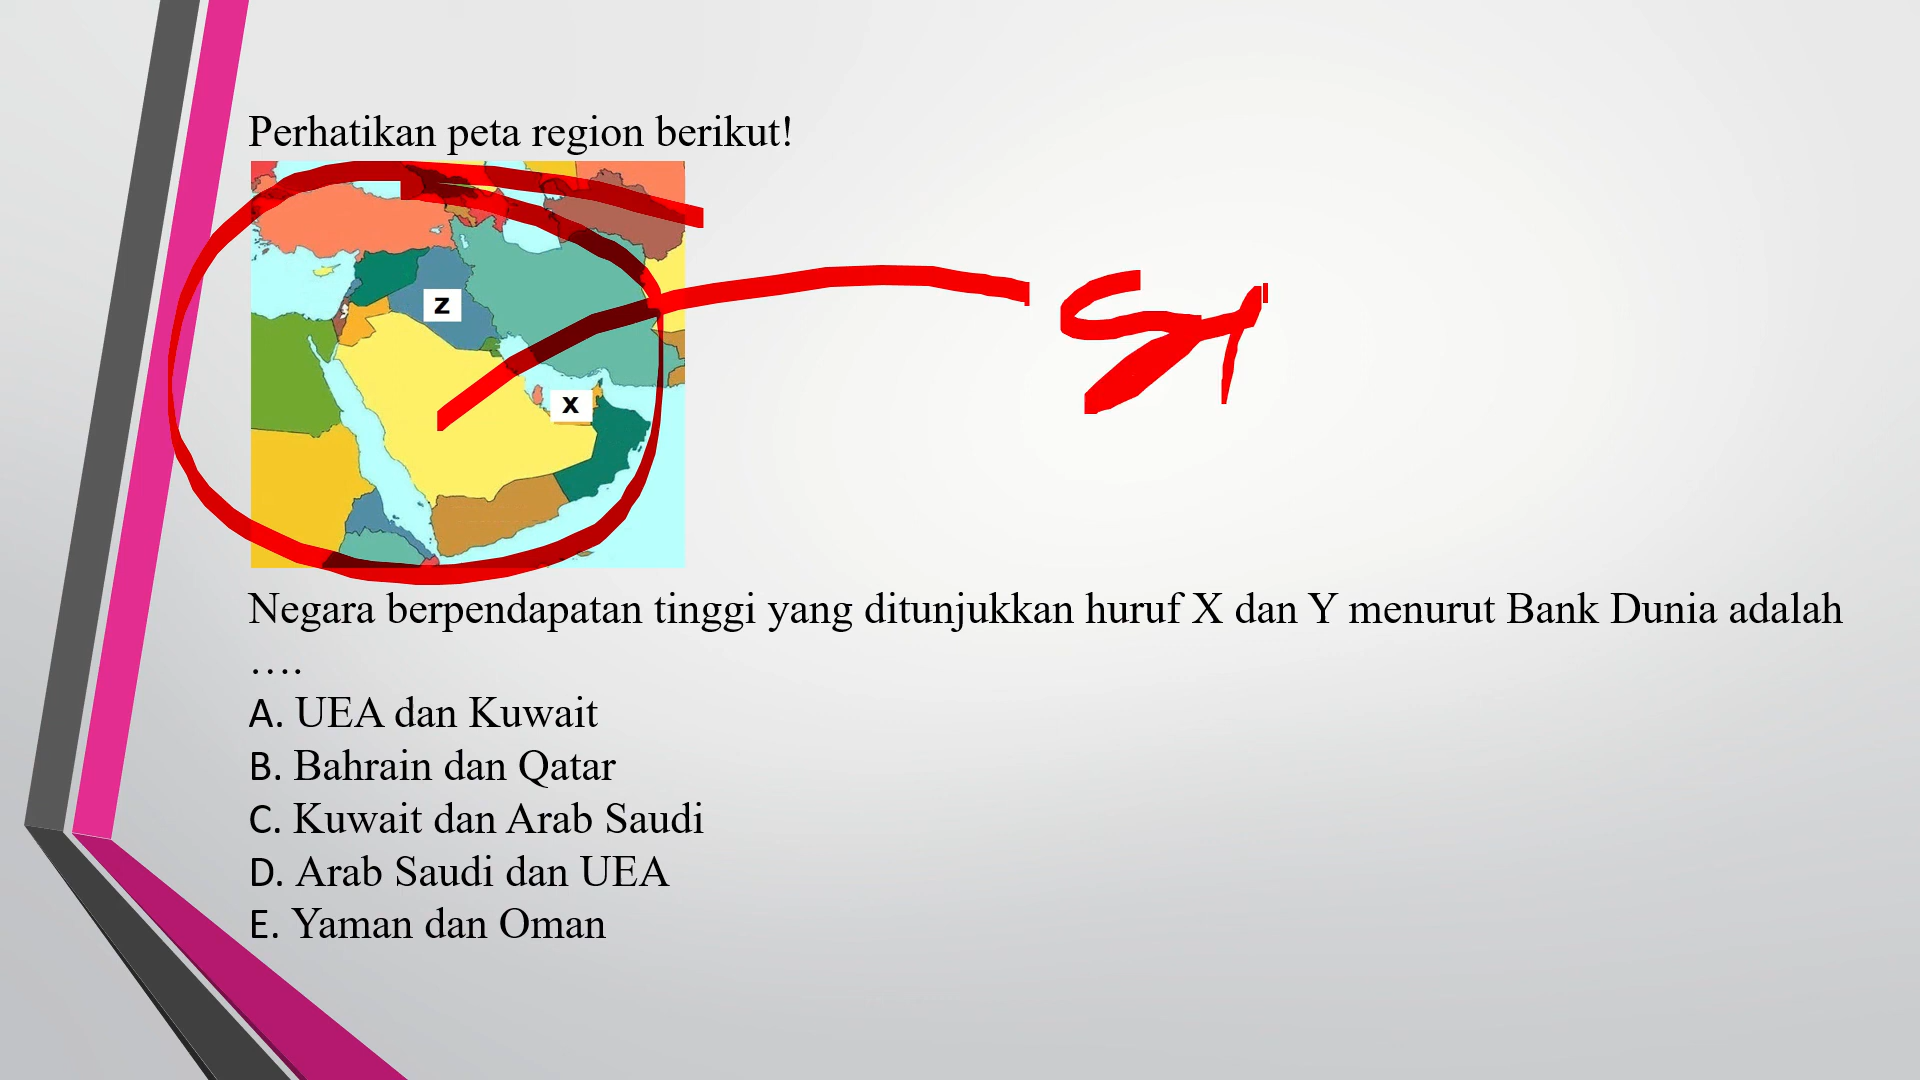 Perhatikan peta region berikut!
Z
X
SA
Negara berpendapatan tinggi yang ditunjukkan huruf X dan Y menurut Bank Dunia adalah
….
A. UEA dan Kuwait
B. Bahrain dan Qatar
C. Kuwait dan Arab Saudi
D. Arab Saudi dan UEA
E. Yaman dan Oman